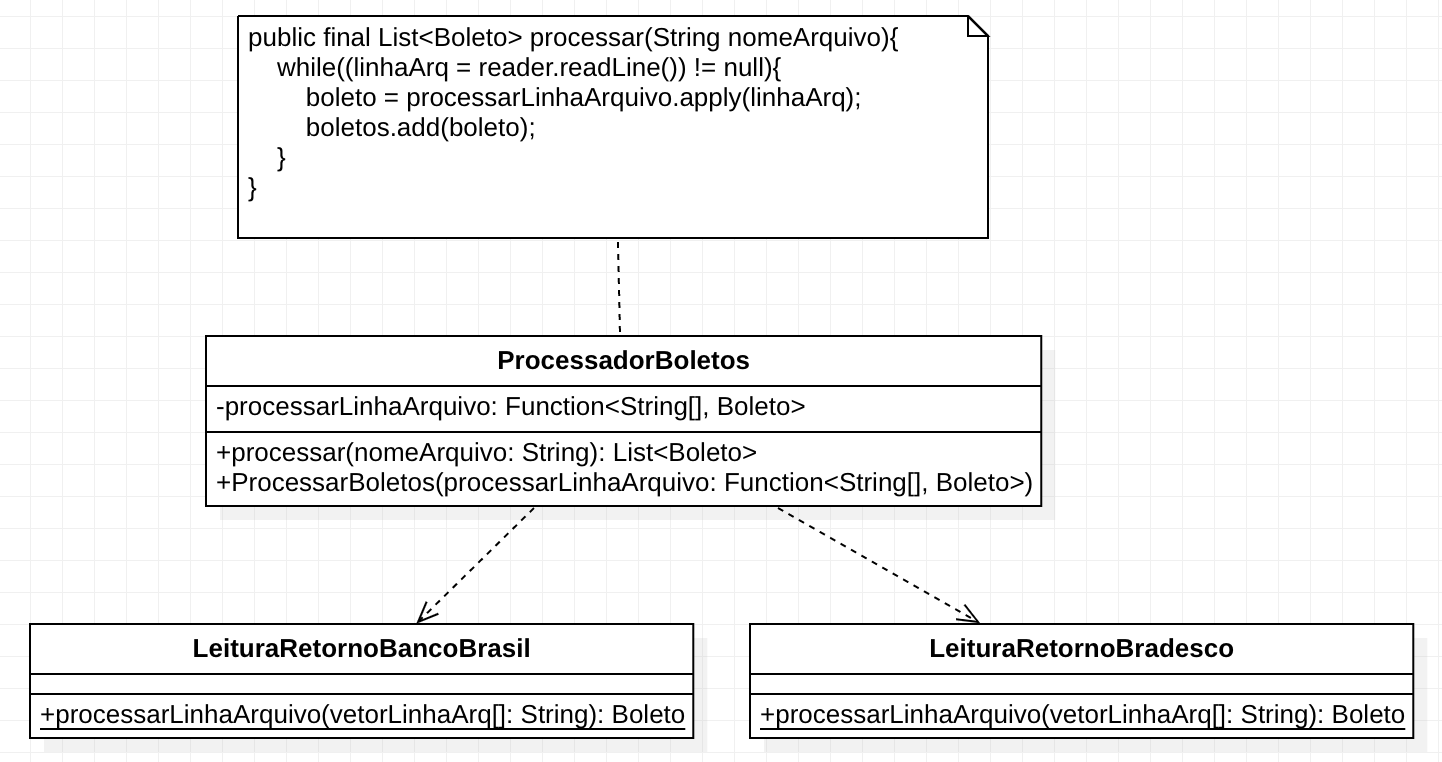 public final List<Boleto> processar(String nomeArquivo){
while((linhaArq = reader.readLine()) != null){
boleto = processarLinhaArquivo.apply(linhaArq);
boletos.add(boleto);
}
}
ProcessadorBoletos
-processarLinhaArquivo: Function<String[], Boleto>
+processar(nomeArquivo: String): List<Boleto>
+ProcessarBoletos(processarLinhaArquivo: Function<String[], Boleto>)
LeituraRetornoBancoBrasil
+processarLinhaArquivo(vetorLinhaArq[]: String): Boleto
LeituraRetornoBradesco
+processarLinhaArquivo(vetorLinhaArq[]: String): Boleto